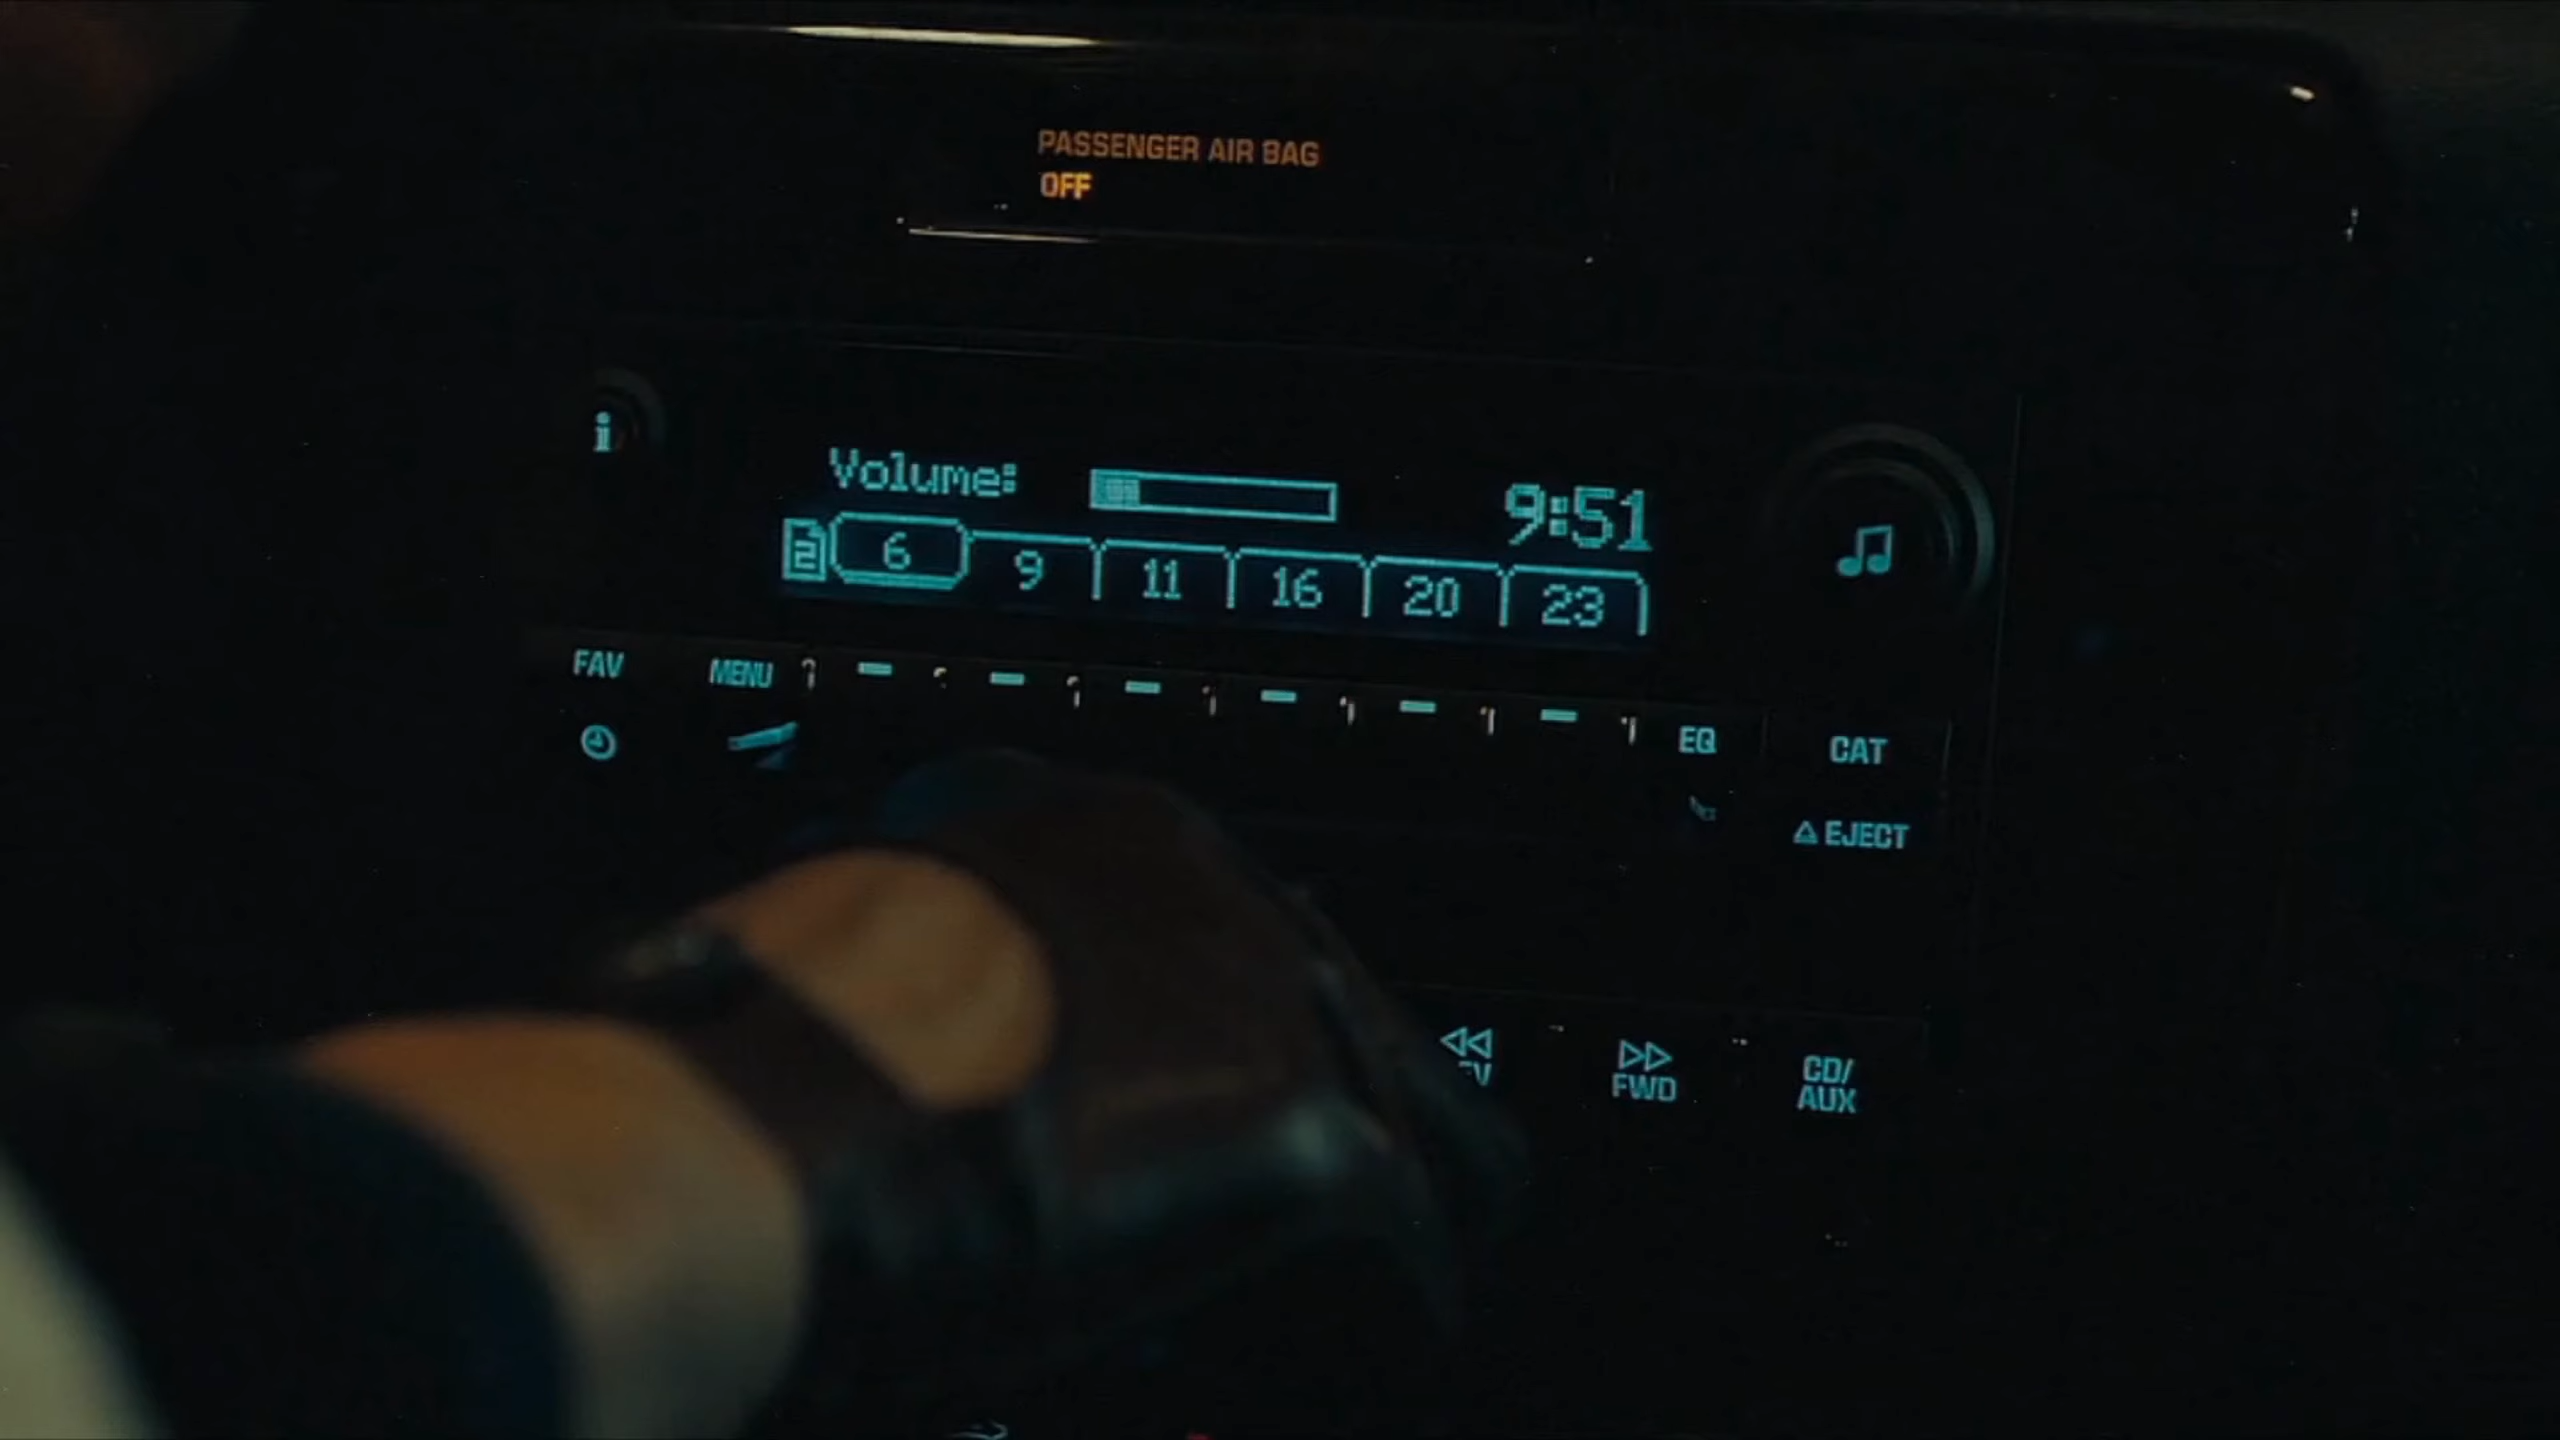 PASSENGER AIR BAG
OFF
i
Volume: 9:51
2 6 9 11 16 20 23
FAV MENU EQ CAT
EJECT
FWD CD/
AUX